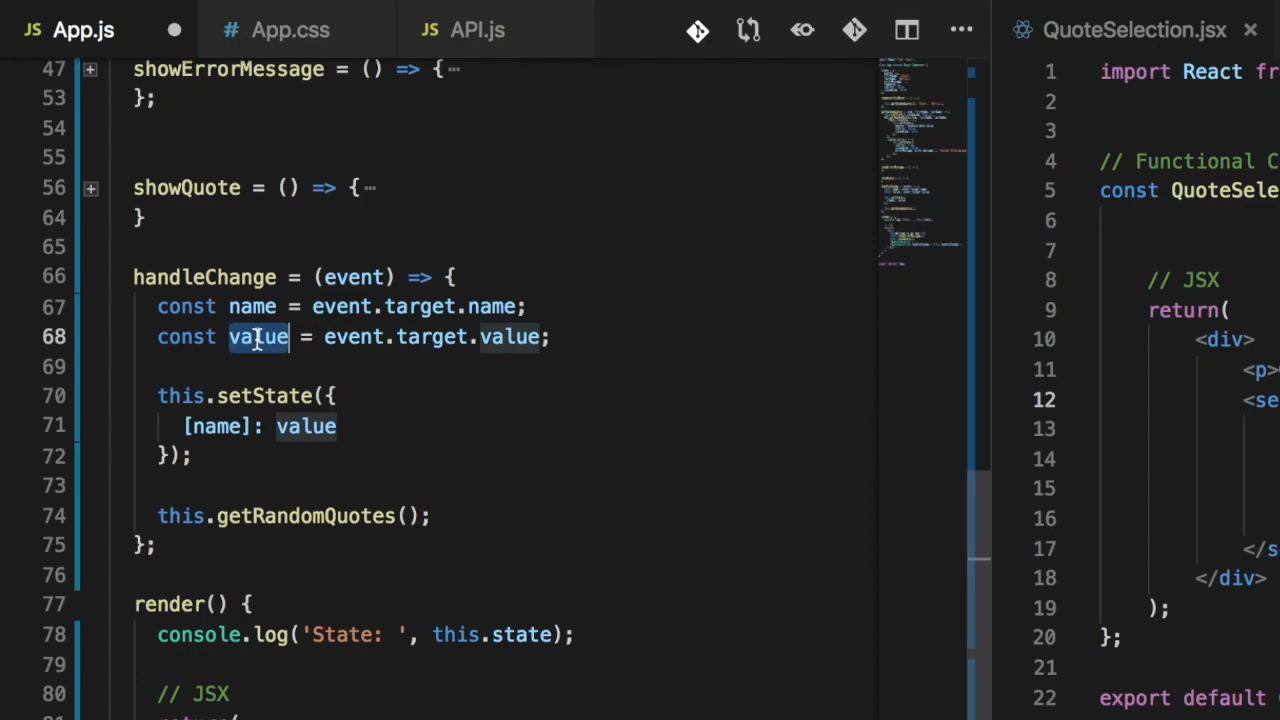 JS App.js
# App.css
JS API.js
QuoteSelection.jsx
47 showErrorMessage = () => {
53 };
54
55
56 showQuote = () => {
64 }
65
66 handleChange = (event) => {
67 const name = event.target.name;
68 const value = event.target.value;
69
70 this.setState({
71 [name]: value
72 });
73
74 this.getRandomQuotes();
75 };
76
77 render() {
78 console.log('State: ', this.state);
79
80 // JSX
1 import React fr
2
3
4 // Functional C
5 const QuoteSele
6
7
8 // JSX
9 return(
10 <div>
11 <p>
12 <se
13
14
15
16
17 </s
18 </div>
19 );
20 };
21
22 export default